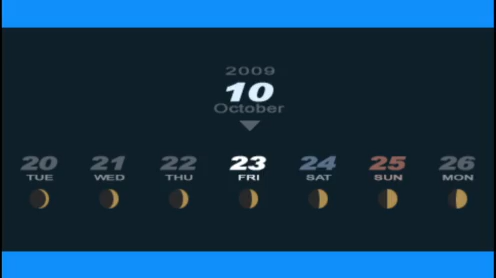 2009
10
October
20 21 22 23 24 25 26
TUE WED THU FRI SAT SUN MON